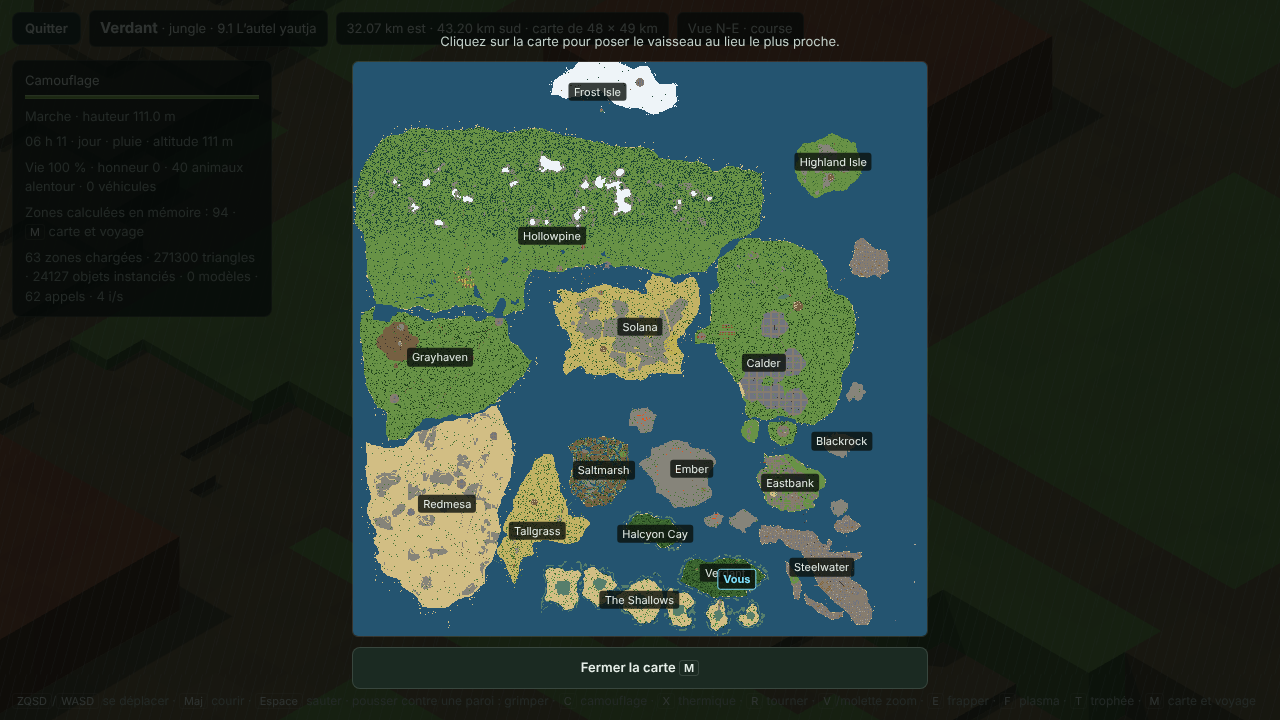 Quitter
Verdant · jungle · 9.1 L'autel yautja
32.07 km est · 43.20 km sud · carte de 48 × 49 km
Vue N-E · course
Cliquez sur la carte pour poser le vaisseau au lieu le plus proche.
Camouflage
Marche · hauteur 111.0 m
06 h 11 · jour · pluie · altitude 111 m
Vie 100 % · honneur 0 · 40 animaux
alentour · 0 véhicules
Zones calculées en mémoire : 94 ·
M carte et voyage
63 zones chargées · 271300 triangles
· 24127 objets instanciés · 0 modèles ·
62 appels · 4 i/s
Frost Isle
Highland Isle
Hollowpine
Solana
Grayhaven
Calder
Blackrock
Saltmarsh
Ember
Eastbank
Redmesa
Tallgrass
Halcyon Cay
Steelwater
Vous
The Shallows
Fermer la carte M
ZQSD / WASD se déplacer · Maj courir · Espace sauter · pousser contre une paroi : grimper · C camouflage · X thermique · R tourner · V/molette zoom · E frapper · F plasma · T trophée · M carte et voyage